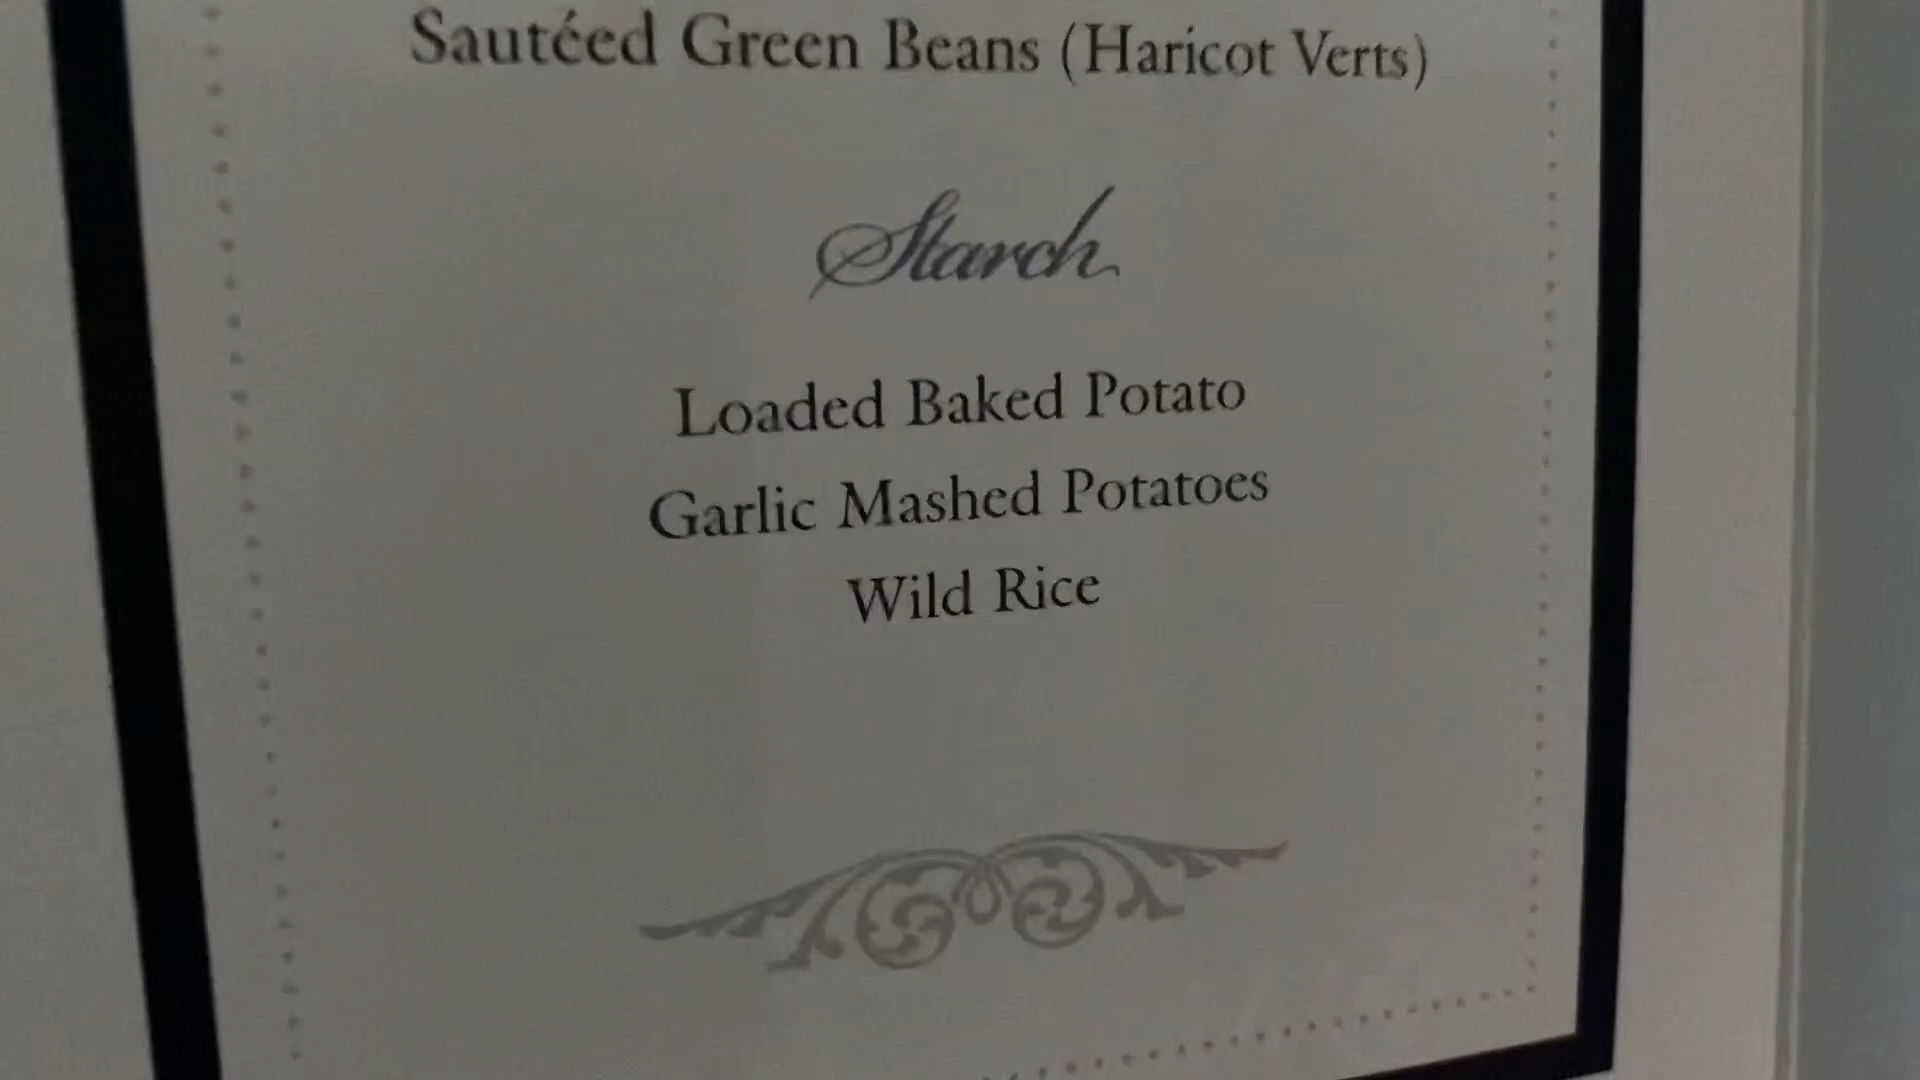 Sautéed Green Beans (Haricot Verts)
Starch
Loaded Baked Potato
Garlic Mashed Potatoes
Wild Rice